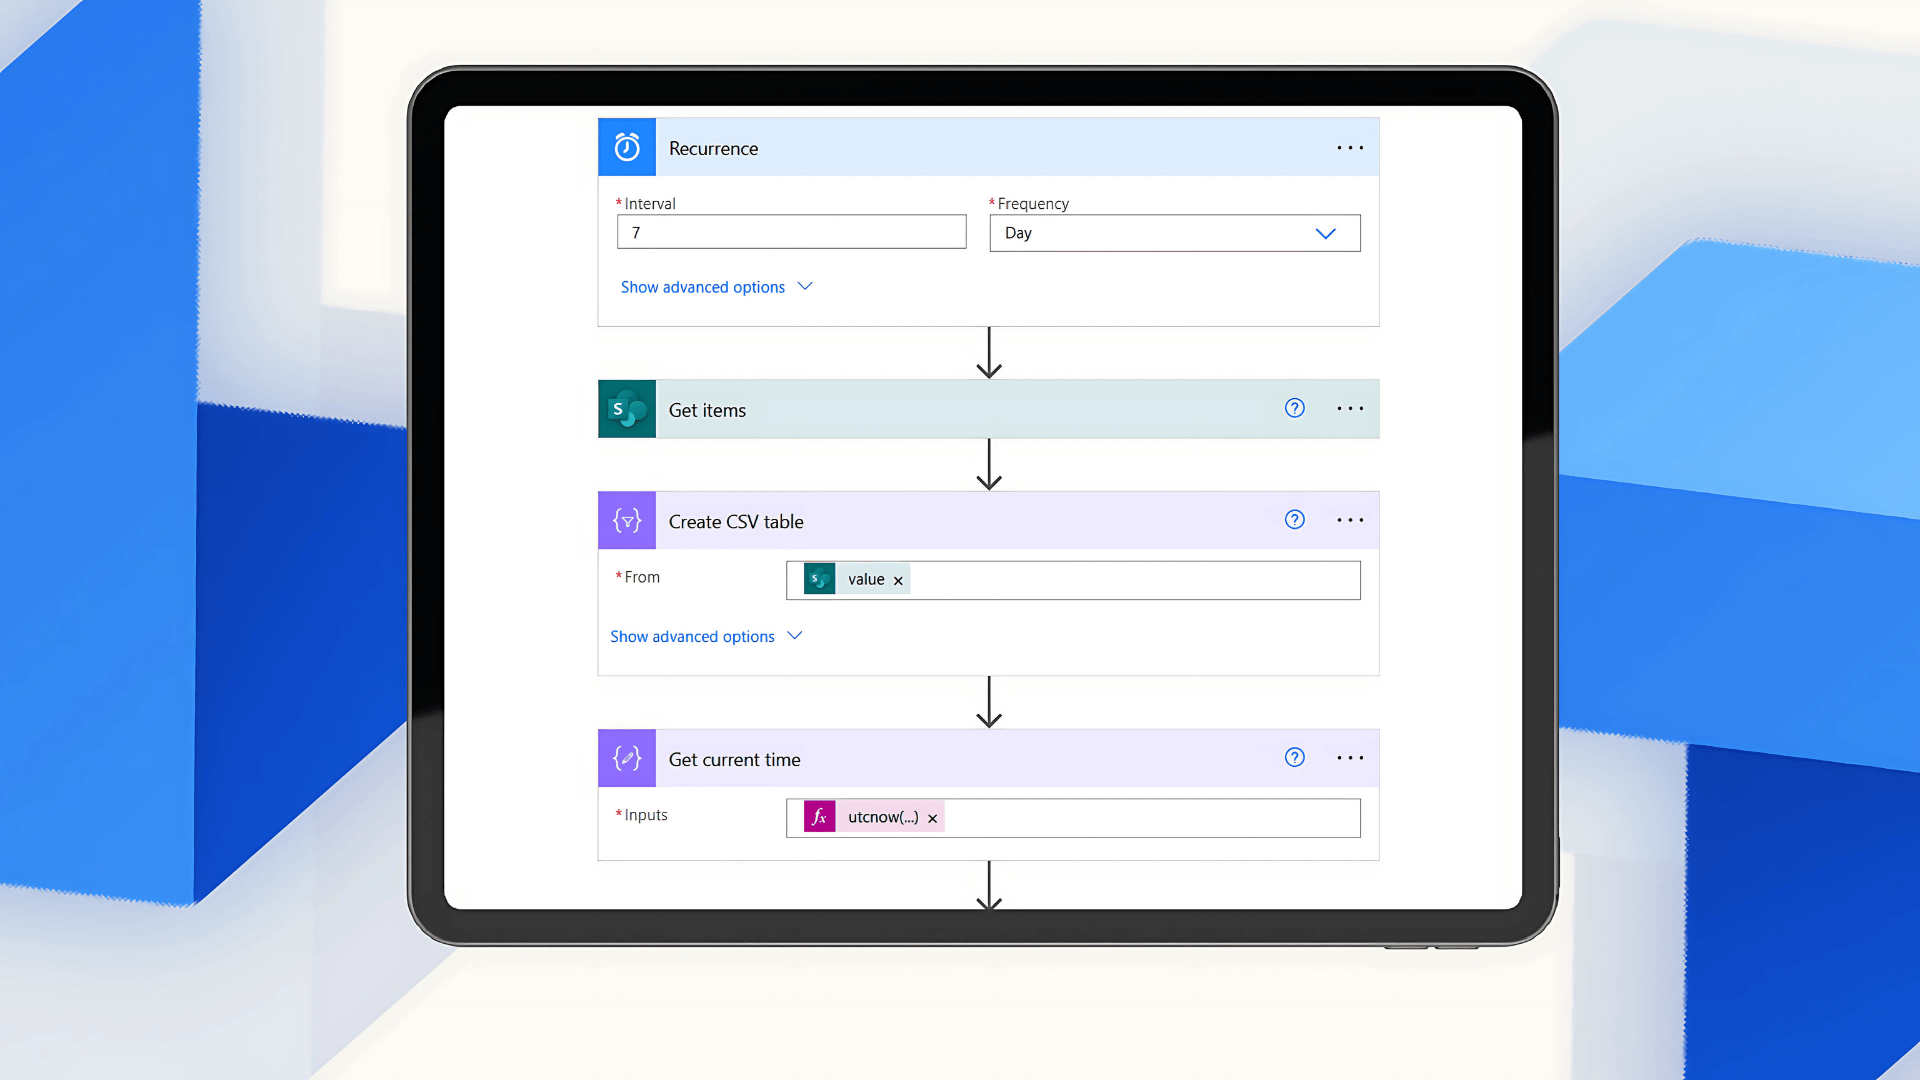 Recurrence
* Interval
* Frequency
7
Day
Show advanced options
S
Get items
?
Create CSV table
?
* From
S
value ×
Show advanced options
Get current time
?
* Inputs
fx
utcnow(...) ×